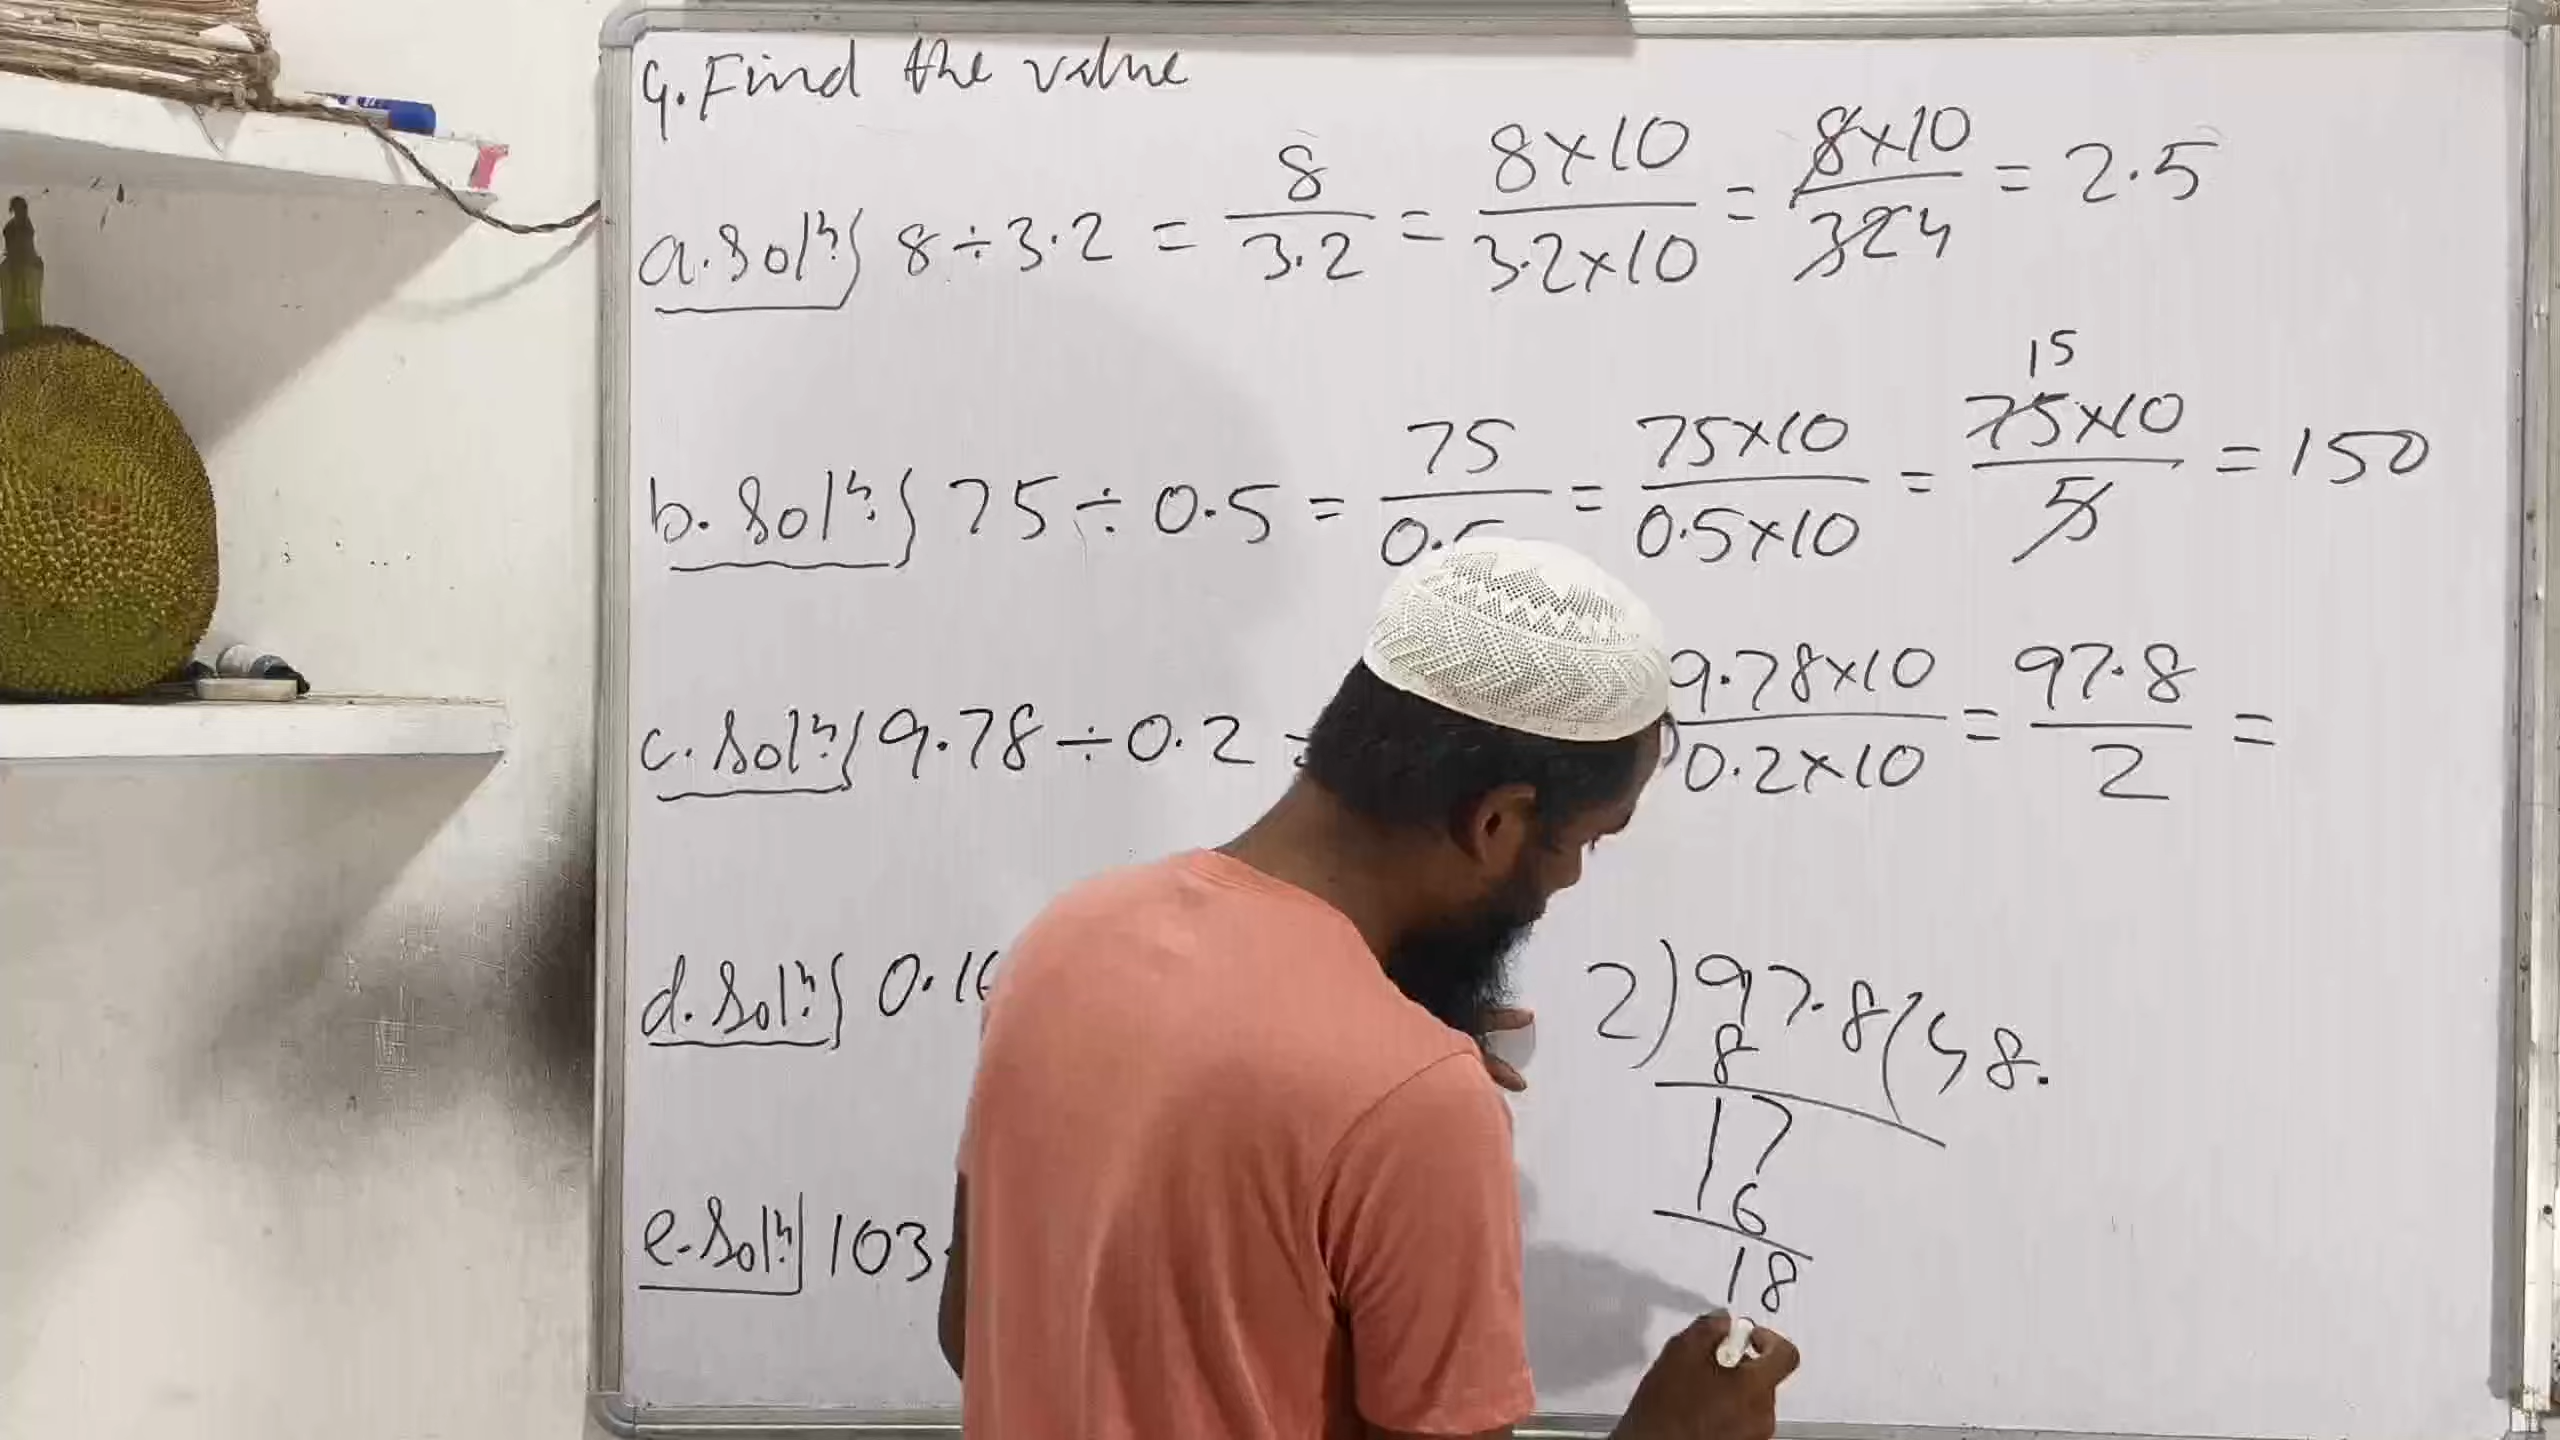 4. Find the value
a. Solⁿ: 8 ÷ 3.2 = 8/3.2 = 8×10/3.2×10 = 8×10/32 4 = 2.5
b. Solⁿ: 75 ÷ 0.5 = 75/0.5 = 75×10/0.5×10 = 15 75×10/5 = 150
c. Solⁿ: 9.78 ÷ 0.2 = 9.78×10/0.2×10 = 97.8/2 =
d. Solⁿ: 0.16
e. Solⁿ: 103.
2)97.8(48.
8
17
16
18